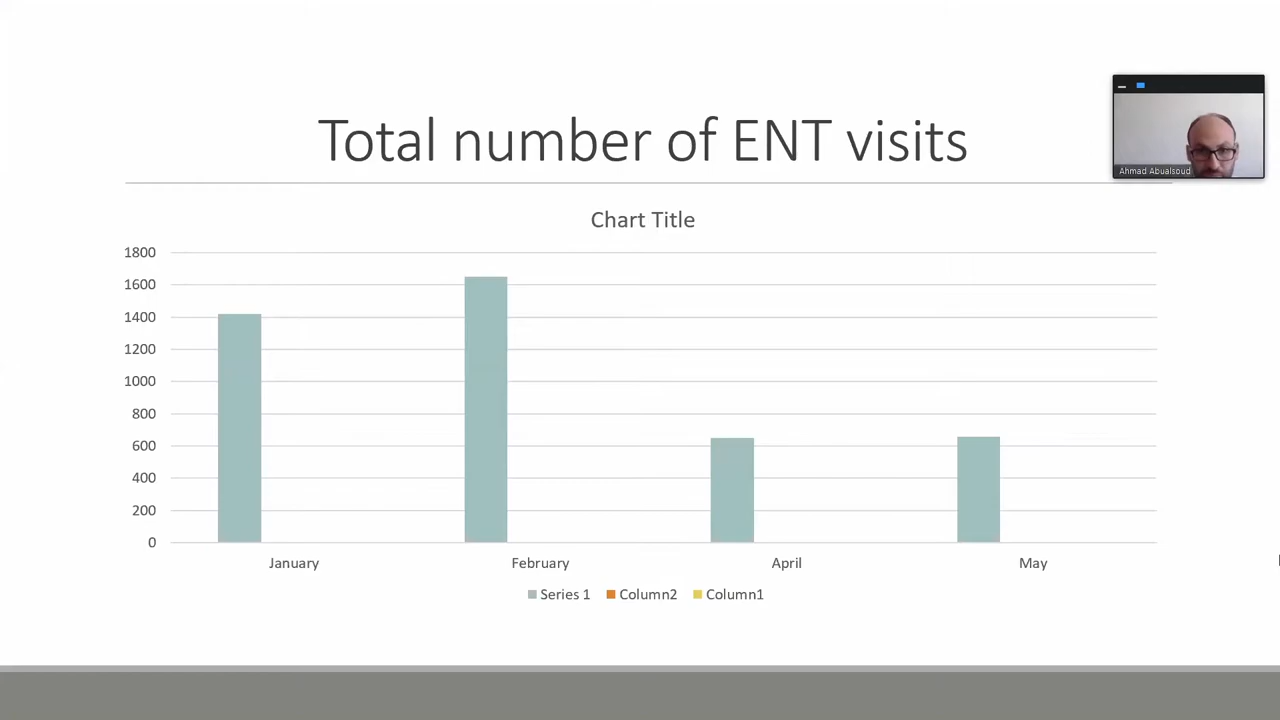 Total number of ENT visits
Ahmad Abualsoud
Chart Title
1800
1600
1400
1200
1000
800
600
400
200
0
January February April May
Series 1 Column2 Column1